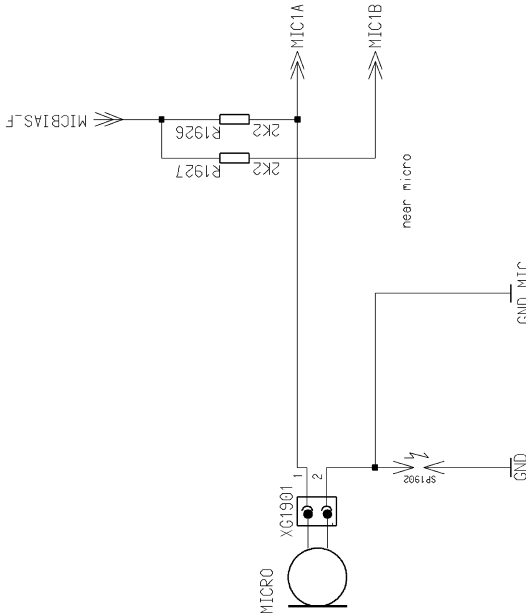 MIC1A
MIC1B
MICBIAS_F
R1926
2K2
R1927
2K2
near micro
GND_MIC
1
2
SP1902
GND
XG1901
MICRO